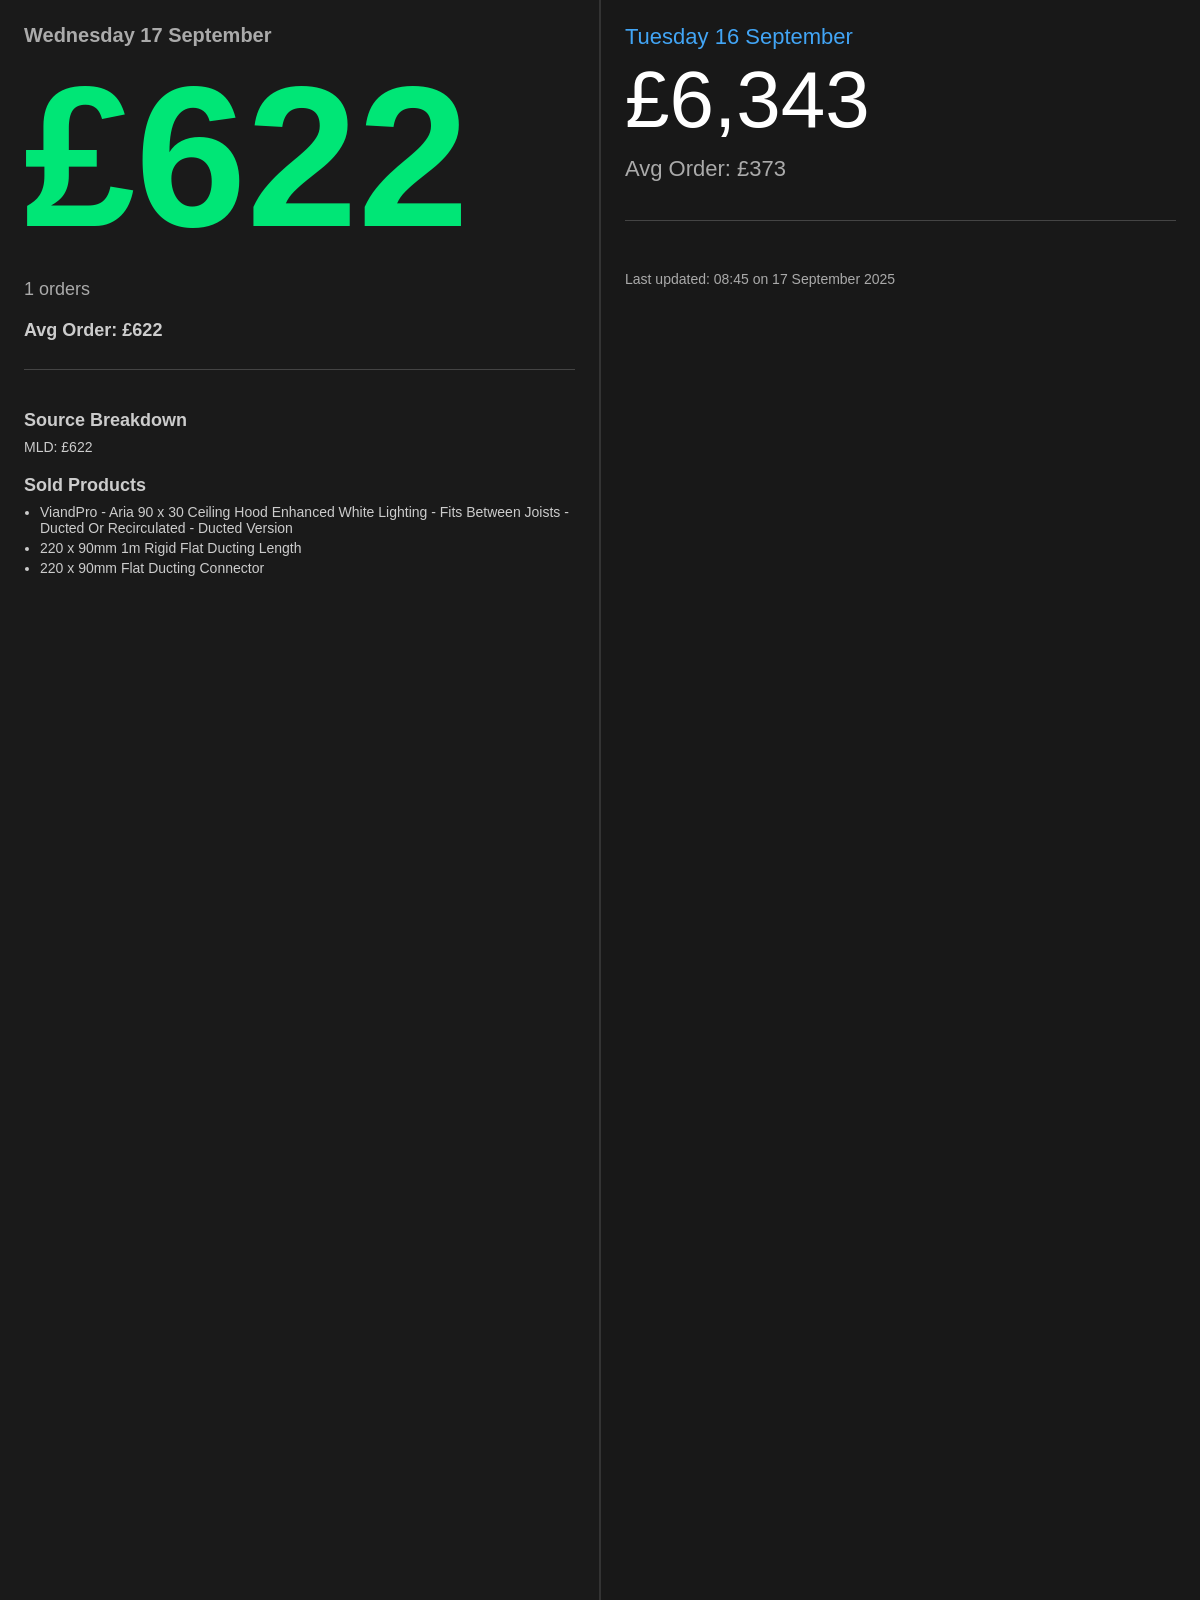 Wednesday 17 September
£622
1 orders
Avg Order: £622
Source Breakdown
MLD: £622
Sold Products
• ViandPro - Aria 90 x 30 Ceiling Hood Enhanced White Lighting - Fits Between Joists -
Ducted Or Recirculated - Ducted Version
• 220 x 90mm 1m Rigid Flat Ducting Length
• 220 x 90mm Flat Ducting Connector
Tuesday 16 September
£6,343
Avg Order: £373
Last updated: 08:45 on 17 September 2025